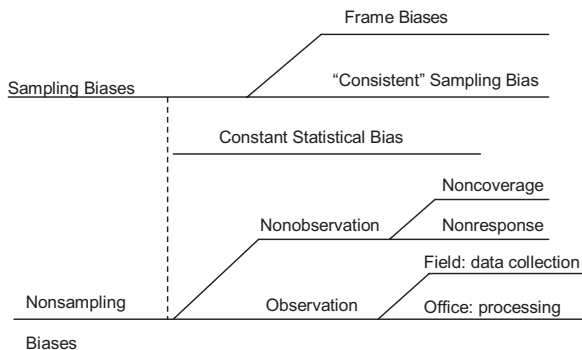 Frame Biases
Sampling Biases
“Consistent” Sampling Bias
Constant Statistical Bias
Noncoverage
Nonobservation
Nonresponse
Field: data collection
Nonsampling
Observation
Office: processing
Biases